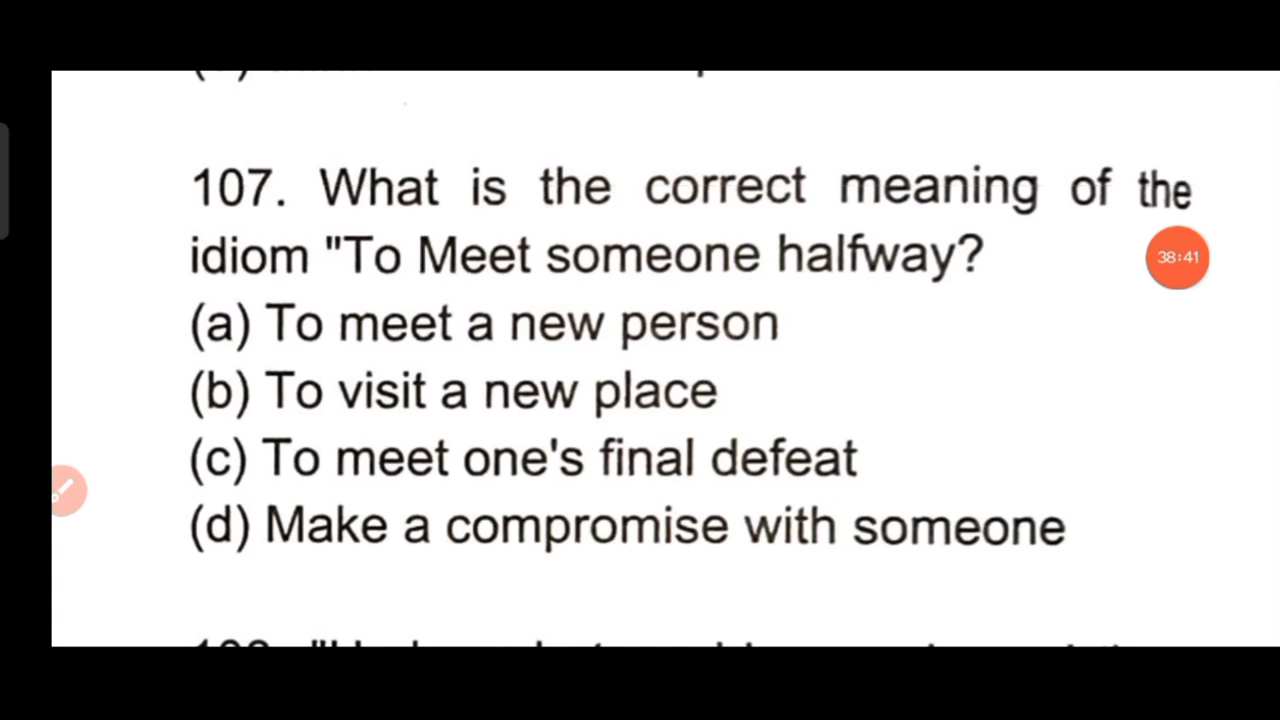 107. What is the correct meaning of the
idiom "To Meet someone halfway?
38:41
(a) To meet a new person
(b) To visit a new place
(c) To meet one's final defeat
(d) Make a compromise with someone